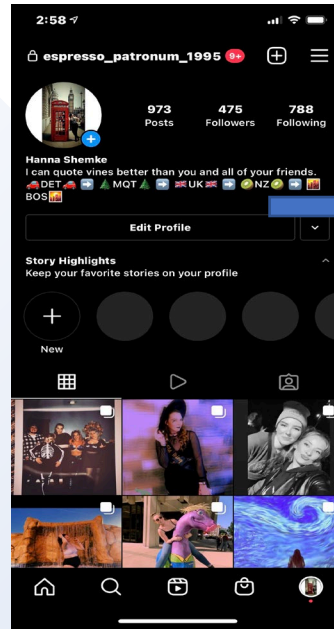 2:58
espresso_patronum_1995 9+
973 475 788
Posts Followers Following
Hanna Shemke
I can quote vines better than you and all of your friends.
🚗DET🚗 ➡️ 🌲MQT🌲 ➡️ 🇬🇧UK🇬🇧 ➡️ 🥝NZ🥝 ➡️ 🌇
BOS🌇
Edit Profile
Story Highlights
Keep your favorite stories on your profile
New